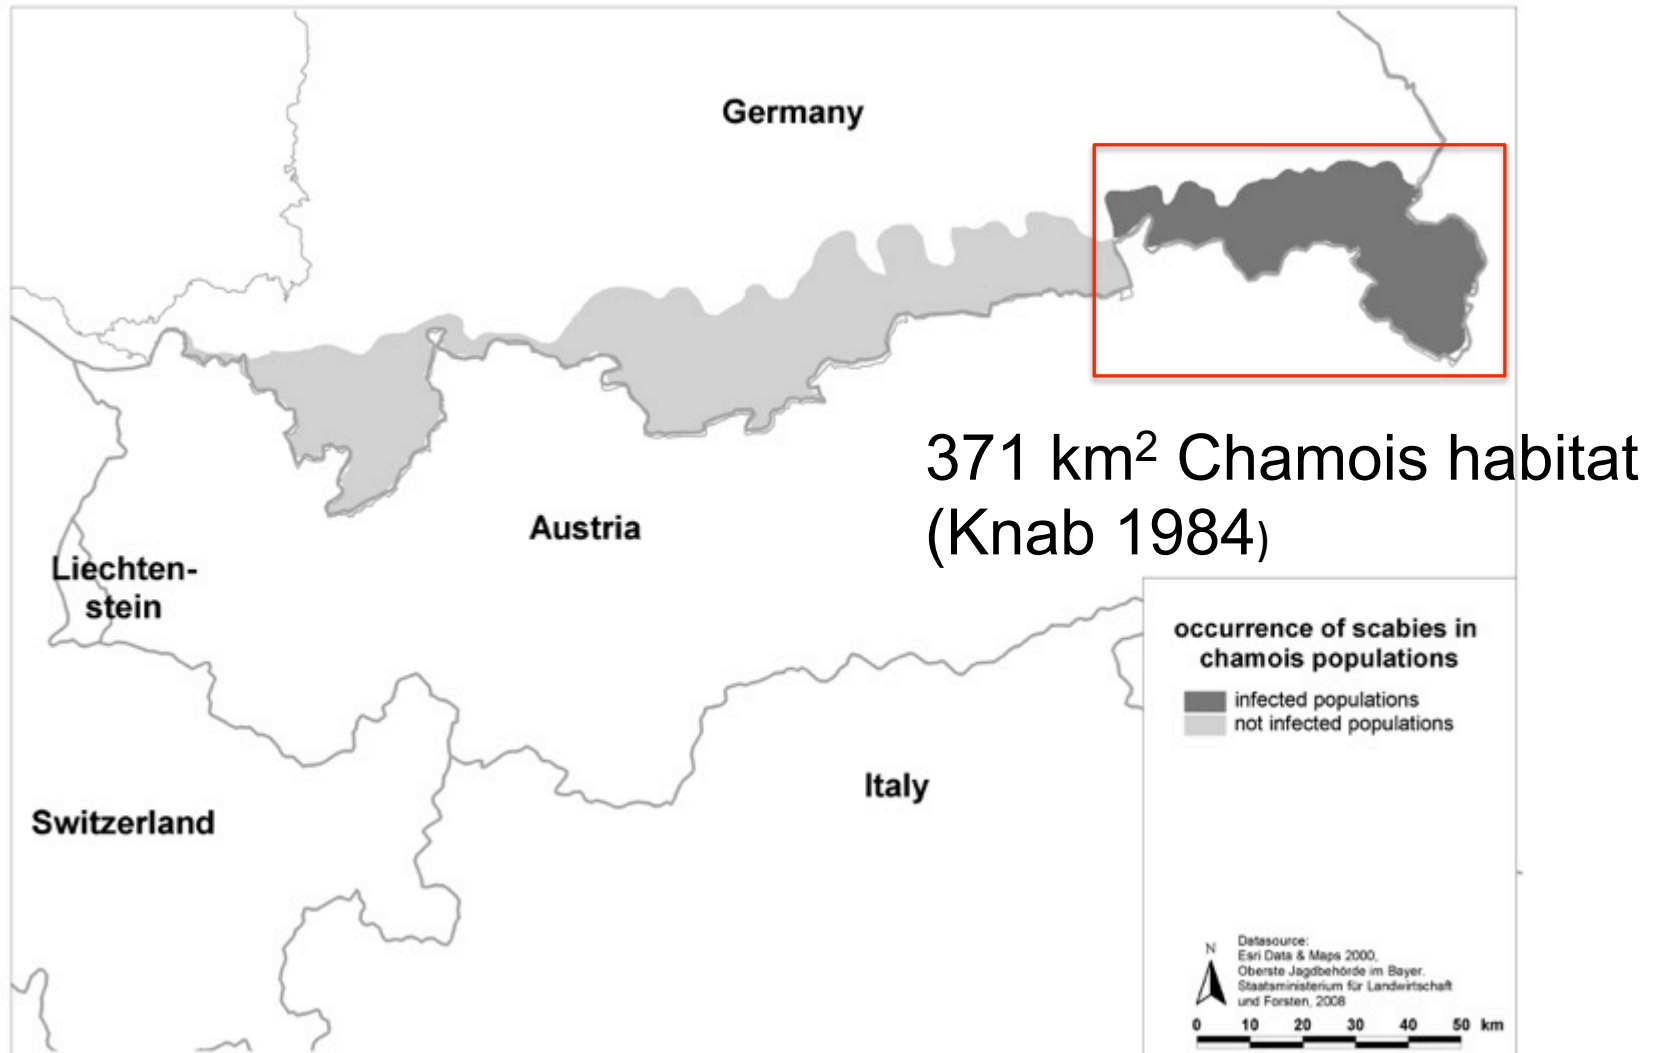 Germany
371 km² Chamois habitat
(Knab 1984)
Austria
Liechten-
stein
Switzerland
Italy
occurrence of scabies in
chamois populations
infected populations
not infected populations
N
Datasource:
Esri Data & Maps 2000,
Oberste Jagdbehörde im Bayer.
Staatsministerium für Landwirtschaft
und Forsten, 2008
0 10 20 30 40 50 km